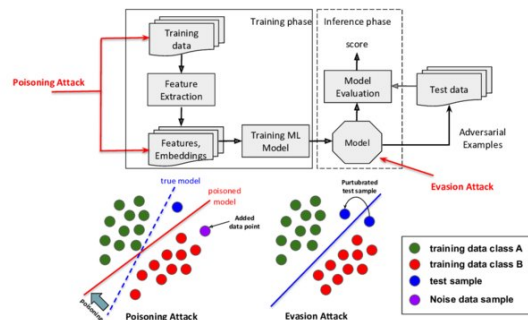 Training phase
Inference phase
Training
data
score
Poisoning Attack
Feature
Extraction
Model
Evaluation
Test data
Features,
Embeddings
Training ML
Model
Model
Adversarial
Examples
Evasion Attack
true model
poisoned
model
Added
data point
poisoning
Poisoning Attack
Purtubrated
test sample
Evasion Attack
training data class A
training data class B
test sample
Noise data sample